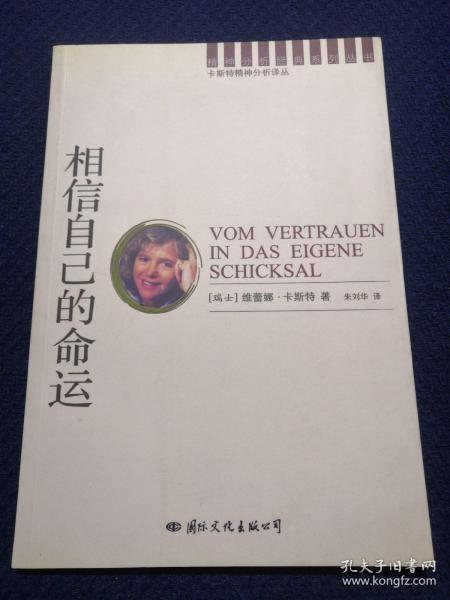 精神分析经典系列丛书
卡斯特精神分析译丛
相信自己的命运
VOM VERTRAUEN
IN DAS EIGENE
SCHICKSAL
[瑞士]维蕾娜·卡斯特 著 朱刘华 译
国际文化出版公司
孔夫子旧书网
www.kongfz.com